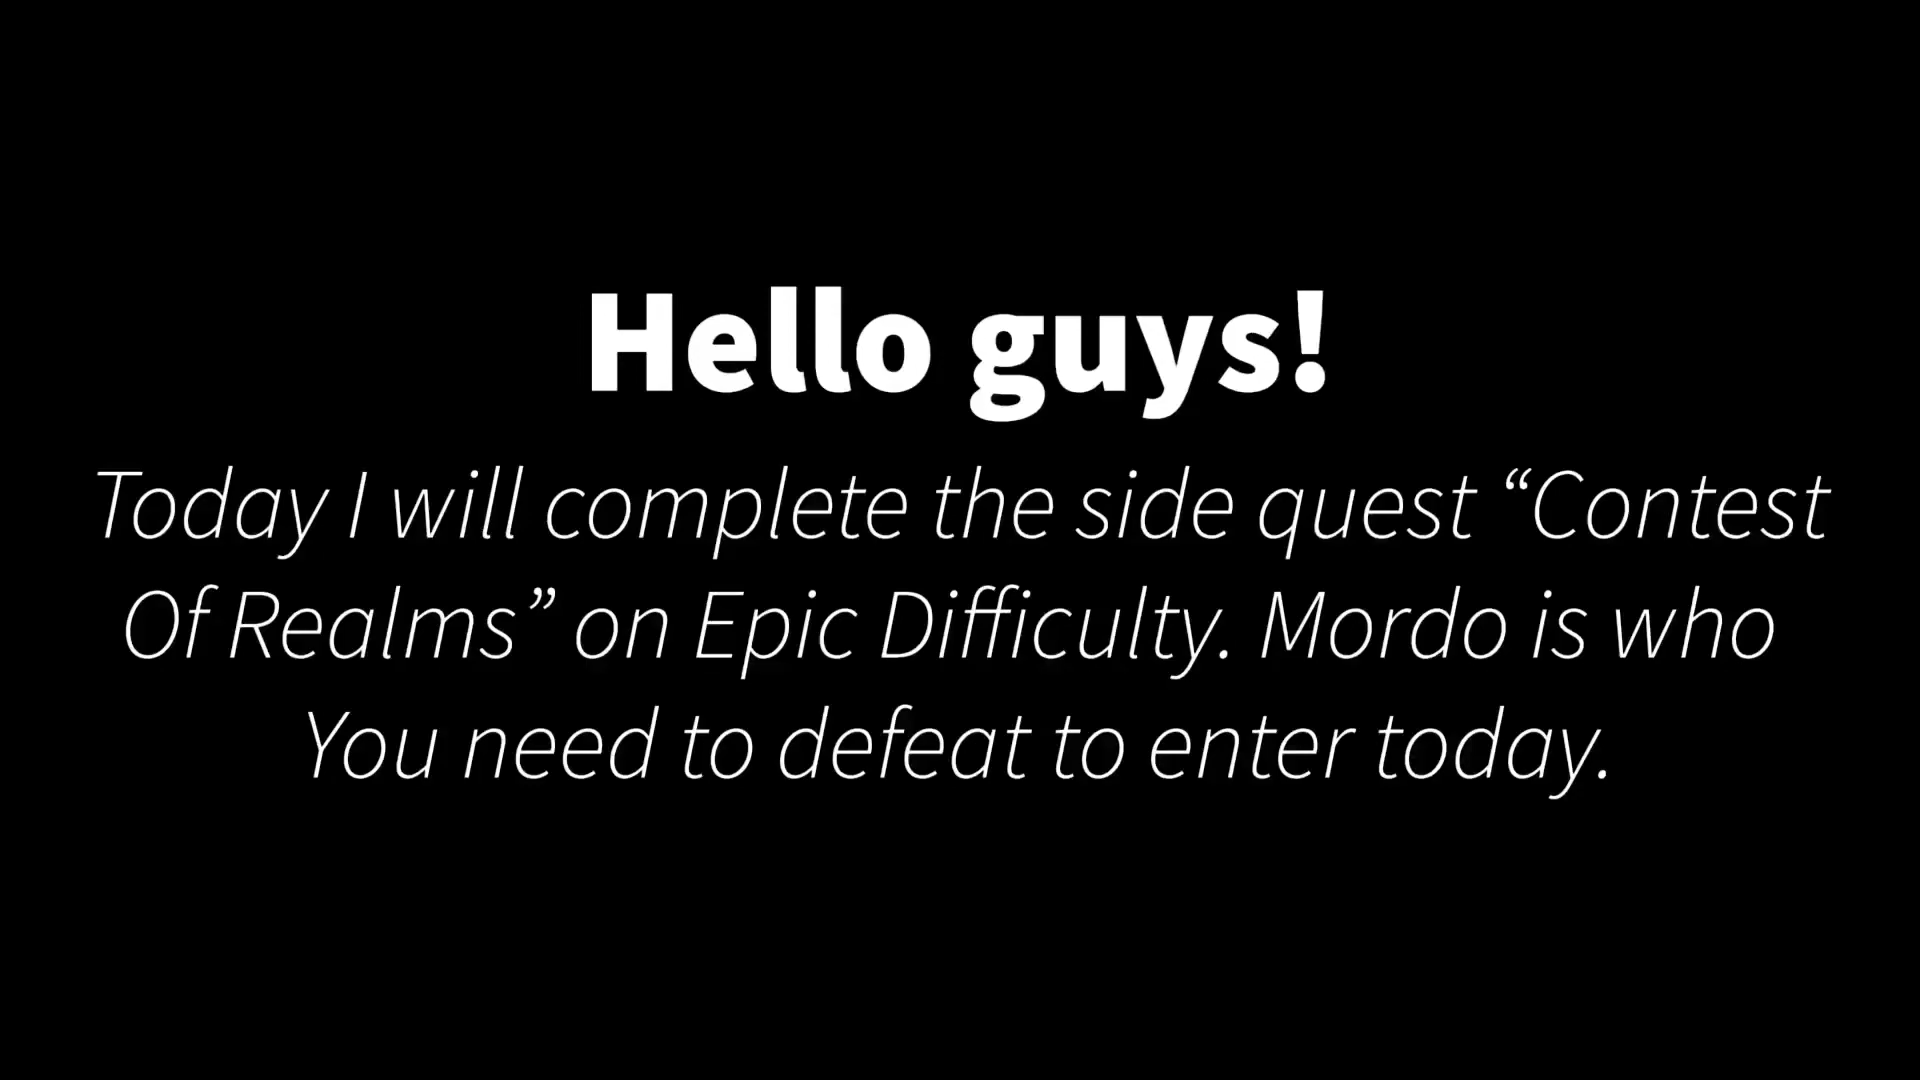 Hello guys!
Today I will complete the side quest “Contest
Of Realms” on Epic Difficulty. Mordo is who
You need to defeat to enter today.